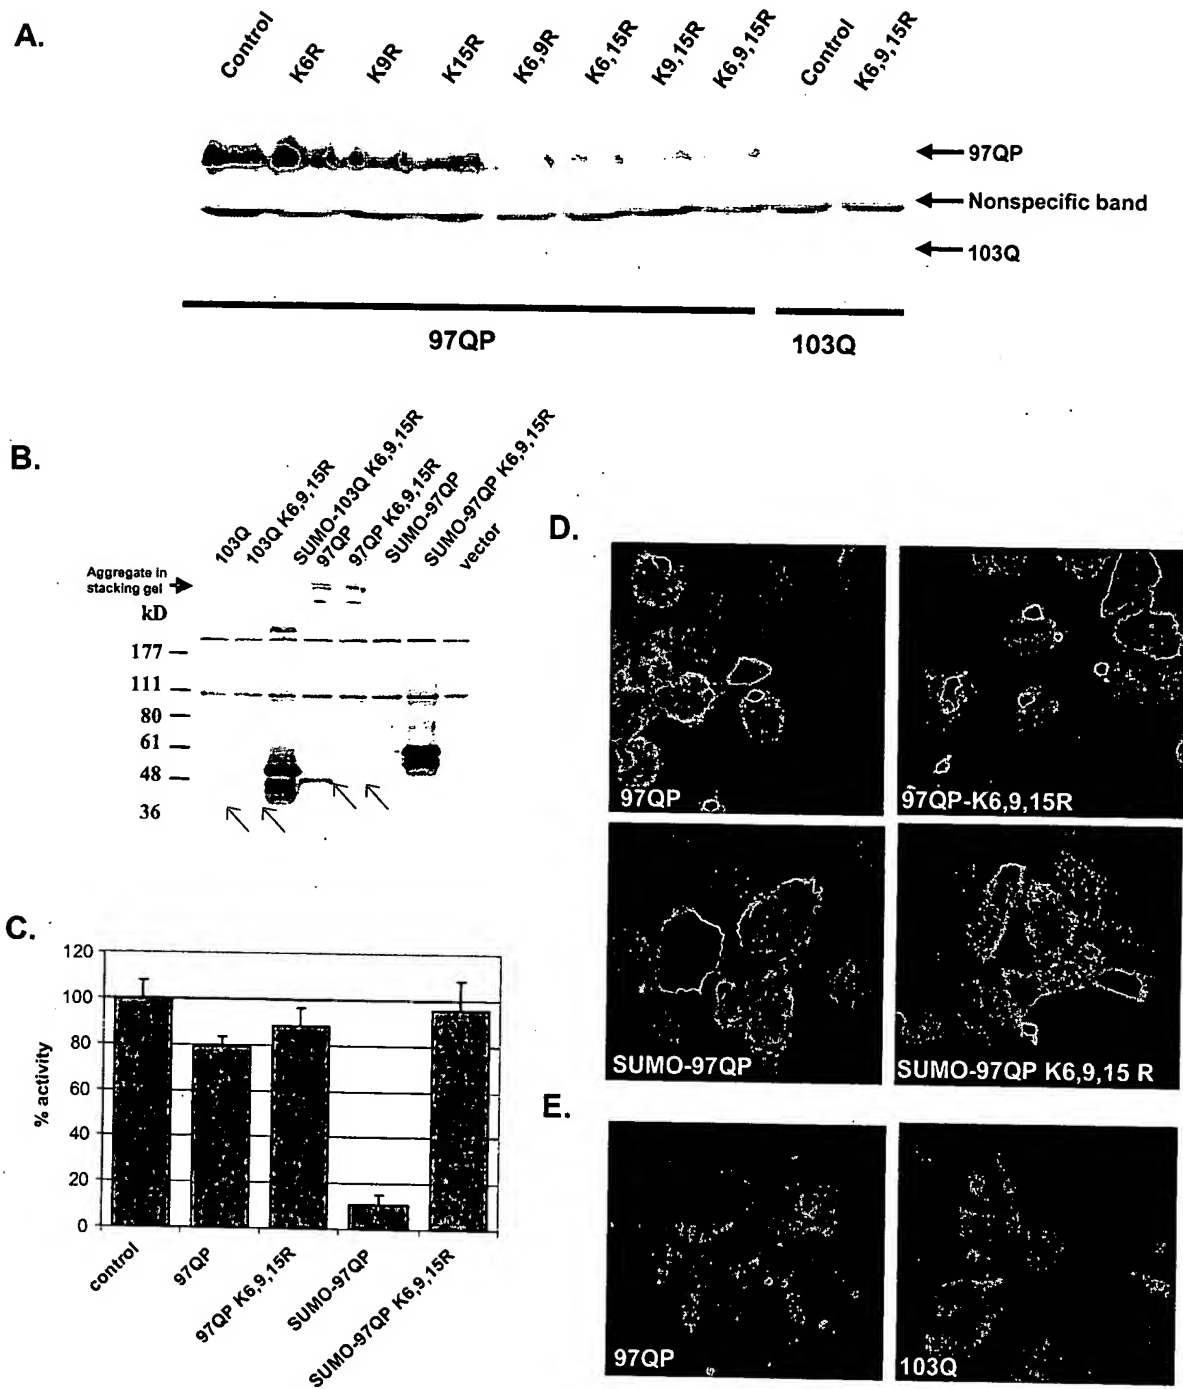 A.
Control
K6R
K9R
K15R
K6,9R
K6,15R
K9,15R
K6,9,15R
Control
K6,9,15R
97QP
Nonspecific band
103Q
97QP
103Q
B.
103Q
103Q K6,9,15R
SUMO-103Q K6,9,15R
97QP
97QP K6,9,15R
SUMO-97QP
SUMO-97QP K6,9,15R
vector
Aggregate in
stacking gel
kD
177
111
80
61
48
36
C.
120
100
80
60
40
20
0
% activity
control
97QP
97QP K6,9,15R
SUMO-97QP
SUMO-97QP K6,9,15R
D.
97QP
97QP-K6,9,15R
SUMO-97QP
SUMO-97QP K6,9,15 R
E.
97QP
103Q